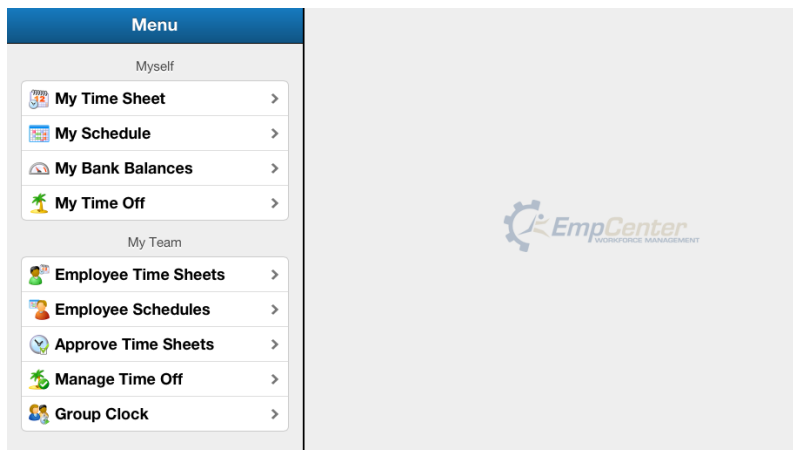 Menu
Myself
My Time Sheet
My Schedule
My Bank Balances
My Time Off
My Team
Employee Time Sheets
Employee Schedules
Approve Time Sheets
Manage Time Off
Group Clock
EmpCenter
WORKFORCE MANAGEMENT